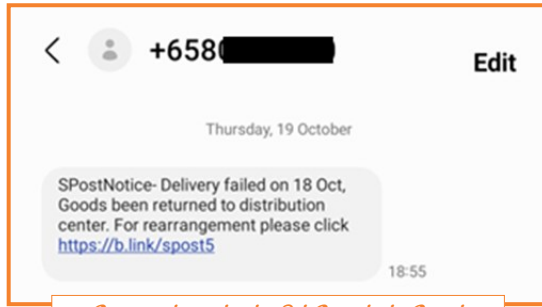 +658
Edit
Thursday, 19 October
SPostNotice- Delivery failed on 18 Oct,
Goods been returned to distribution
center. For rearrangement please click
https://b.link/spost5
18:55